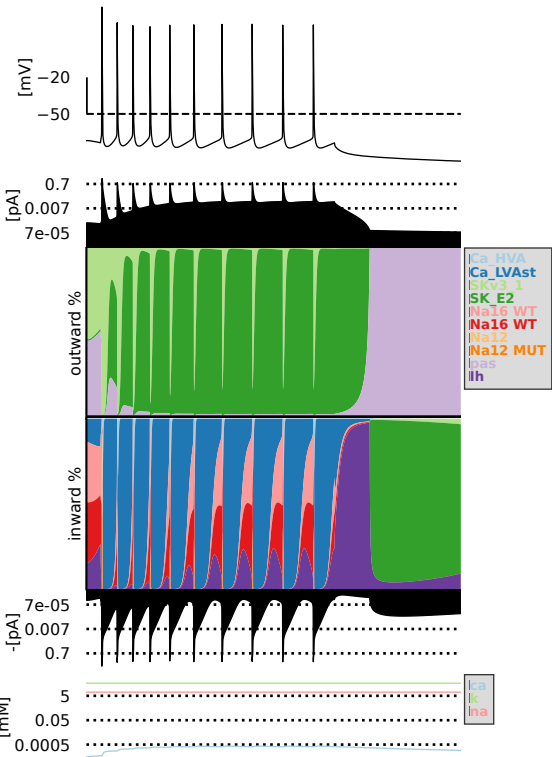 −20
[mV]
−50
0.7
[pA]
0.007
7e-05
outward %
Ca_HVA
Ca_LVAst
SKv3_1
SK_E2
Na16 WT
Na16 WT
Na12
Na12 MUT
pas
Ih
inward %
7e-05
-[pA]
0.007
0.7
ca
k
na
5
[mM]
0.05
0.0005